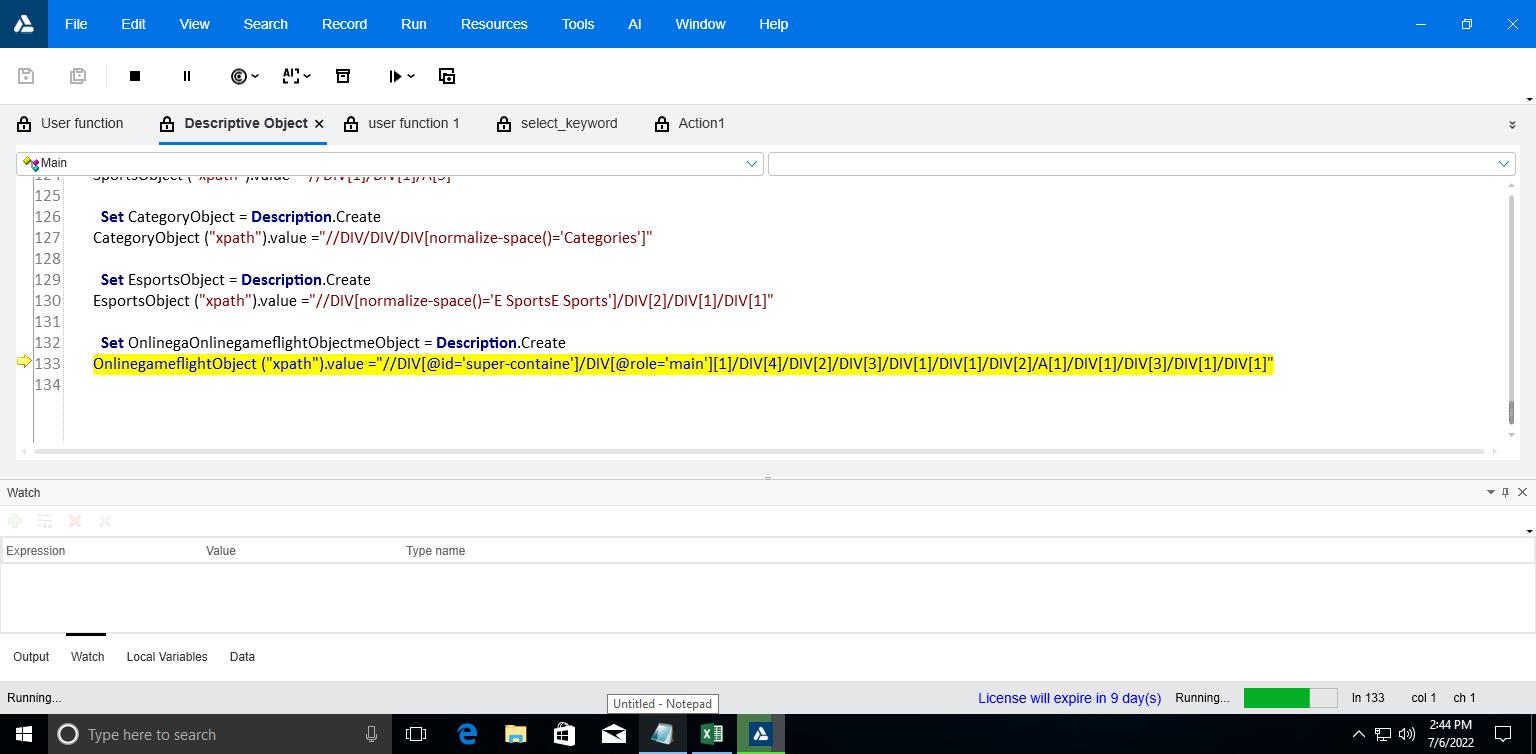 File Edit View Search Record Run Resources Tools AI Window Help
User function Descriptive Object user function 1 select_keyword Action1
Main
124 SportsObject ("xpath").value = "//DIV[1]/DIV[1]/A[3]"
125
126 Set CategoryObject = Description.Create
127 CategoryObject ("xpath").value ="//DIV/DIV/DIV[normalize-space()='Categories']"
128
129 Set EsportsObject = Description.Create
130 EsportsObject ("xpath").value ="//DIV[normalize-space()='E SportsE Sports']/DIV[2]/DIV[1]/DIV[1]"
131
132 Set OnlinegaOnlinegameflightObjectmeObject = Description.Create
133 OnlinegameflightObject ("xpath").value ="//DIV[@id='super-containe']/DIV[@role='main'][1]/DIV[4]/DIV[2]/DIV[3]/DIV[1]/DIV[1]/DIV[2]/A[1]/DIV[1]/DIV[3]/DIV[1]/DIV[1]"
134
Watch
Expression Value Type name
Output Watch Local Variables Data
Running... License will expire in 9 day(s) Running... ln 133 col 1 ch 1
Untitled - Notepad
Type here to search 2:44 PM
7/6/2022